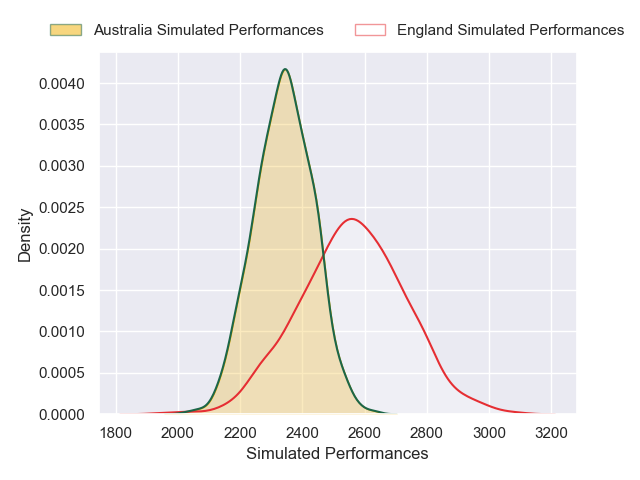 Australia Simulated Performances
England Simulated Performances
0.0040
0.0035
0.0030
0.0025
0.0020
0.0015
0.0010
0.0005
0.0000
Density
1800 2000 2200 2400 2600 2800 3000 3200
Simulated Performances